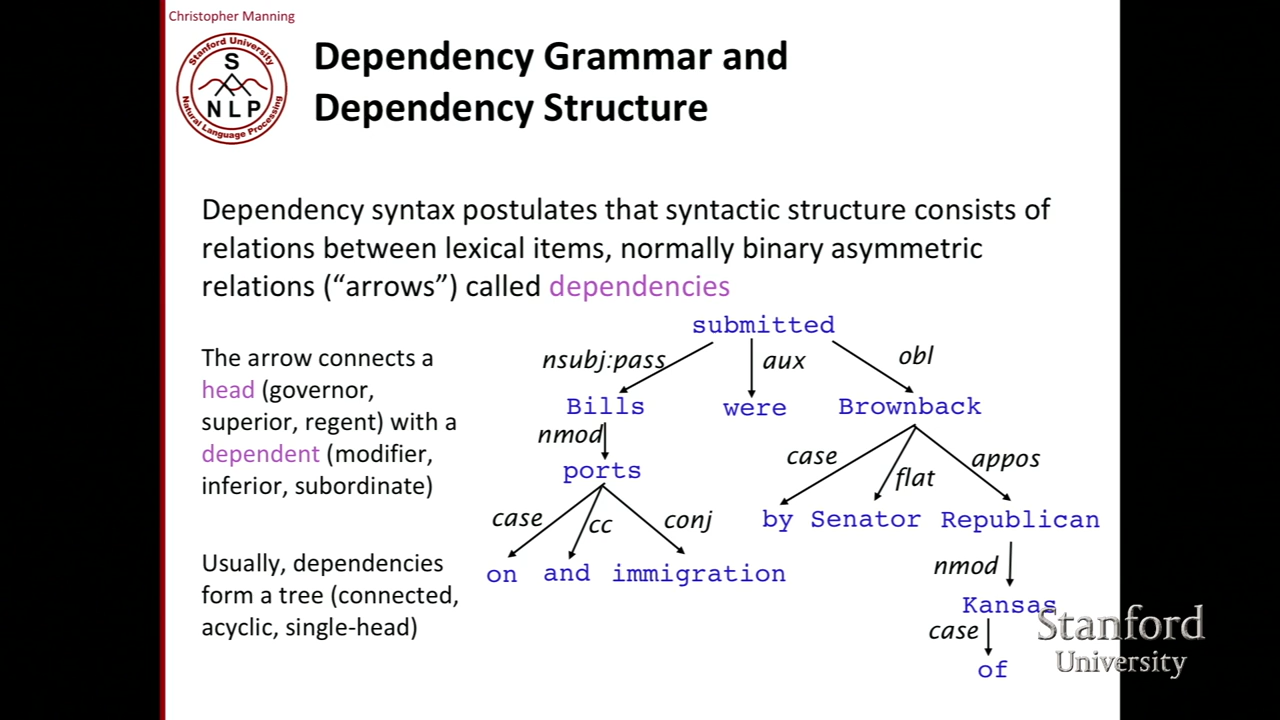 Christopher Manning
Stanford University
S
NLP
Natural Language Processing
Dependency Grammar and
Dependency Structure
Dependency syntax postulates that syntactic structure consists of
relations between lexical items, normally binary asymmetric
relations (“arrows”) called dependencies
The arrow connects a
head (governor,
superior, regent) with a
dependent (modifier,
inferior, subordinate)
Usually, dependencies
form a tree (connected,
acyclic, single-head)
submitted
nsubj:pass aux obl
Bills were Brownback
nmod
ports
case flat appos
by Senator Republican
case cc conj
on and immigration
nmod
Kansas
case
of
Stanford
University